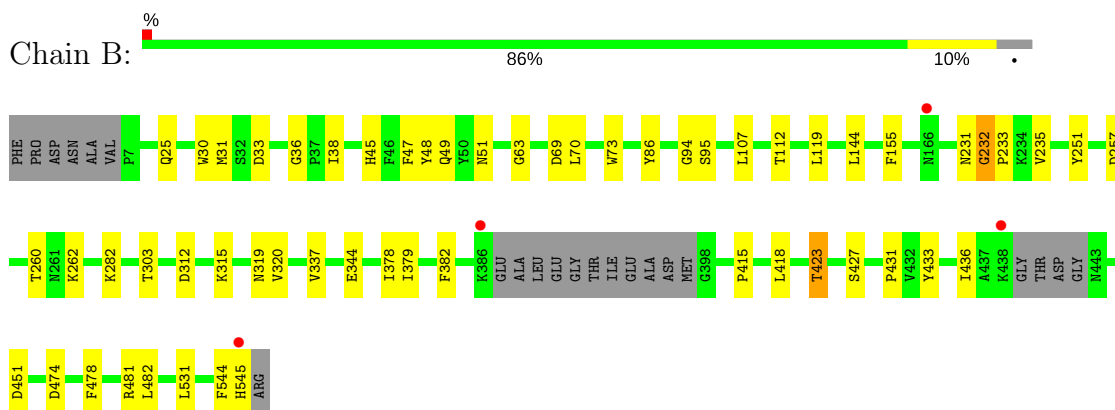 %
Chain B:
86% 10% •
PHE PRO ASP ASN ALA VAL P7 Q25 W30 M31 S32 D33 G36 P37 I38 H45 F46 F47 Y48 Q49 Y50 N51 G63 D69 L70 W73 Y86 G94 S95 L107 T112 L119 L144 F155 N166 N231 G232 P233 K234 V235 Y251
T260 N261 K262 K282 T303 D312 K315 N319 V320 V337 E344 I378 I379 F382 K386 GLU ALA LEU GLU GLY THR ILE GLU ALA ASP MET G398 P415 L418 T423 S427 P431 V432 Y433 I436 A437 K438 GLY THR ASP GLY N443
D451 D474 F478 R481 L482 L531 F544 H545 ARG